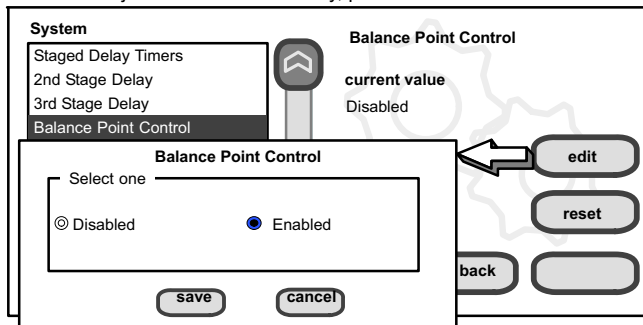 System
Staged Delay Timers
2nd Stage Delay
3rd Stage Delay
Balance Point Control
Balance Point Control
current value
Disabled
edit
reset
back
Balance Point Control
Select one
Disabled
Enabled
save
cancel